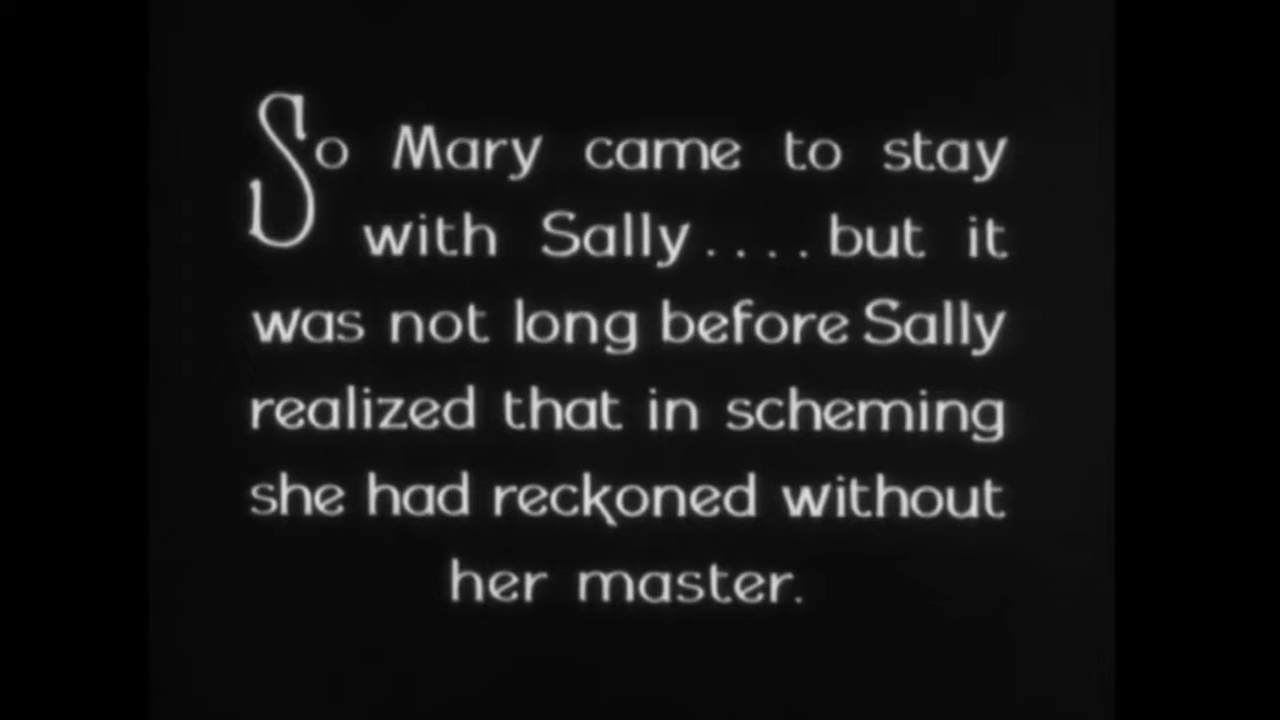 So Mary came to stay
with Sally....but it
was not long before Sally
realized that in scheming
she had reckoned without
her master.